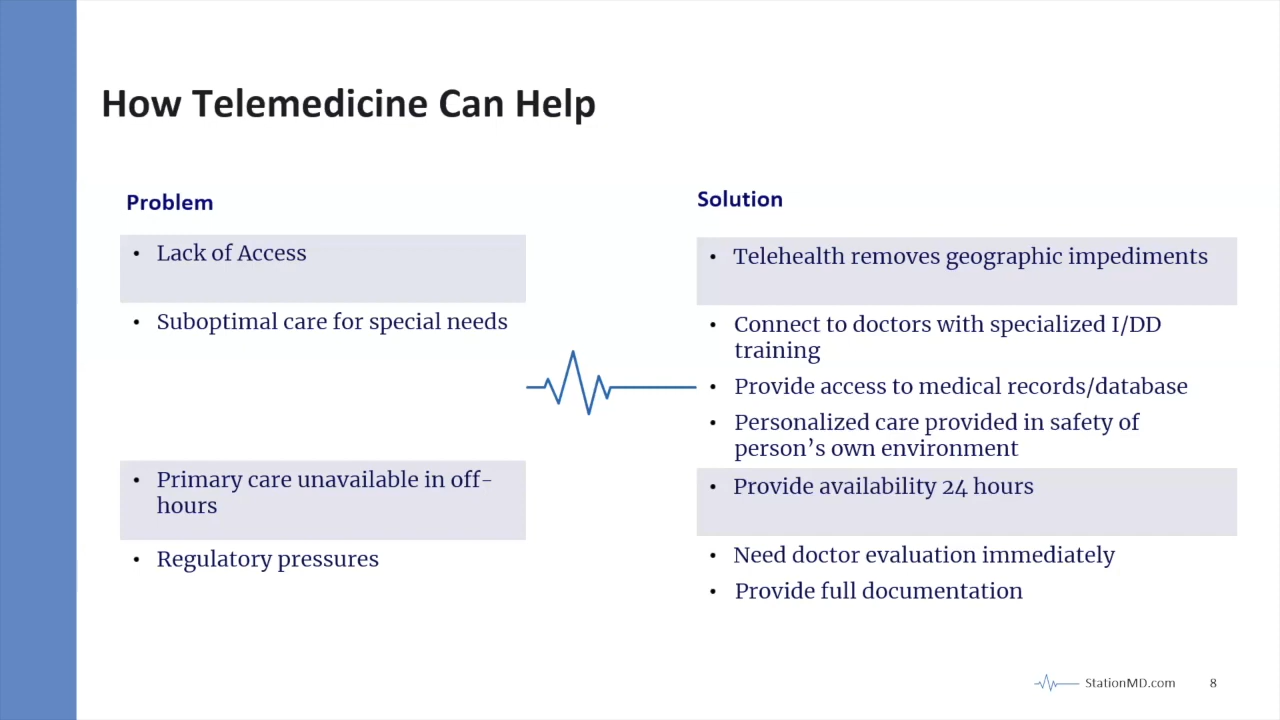 How Telemedicine Can Help
Problem
• Lack of Access
• Suboptimal care for special needs
• Primary care unavailable in off-
hours
• Regulatory pressures
Solution
• Telehealth removes geographic impediments
• Connect to doctors with specialized I/DD
training
• Provide access to medical records/database
• Personalized care provided in safety of
person’s own environment
• Provide availability 24 hours
• Need doctor evaluation immediately
• Provide full documentation
StationMD.com
8